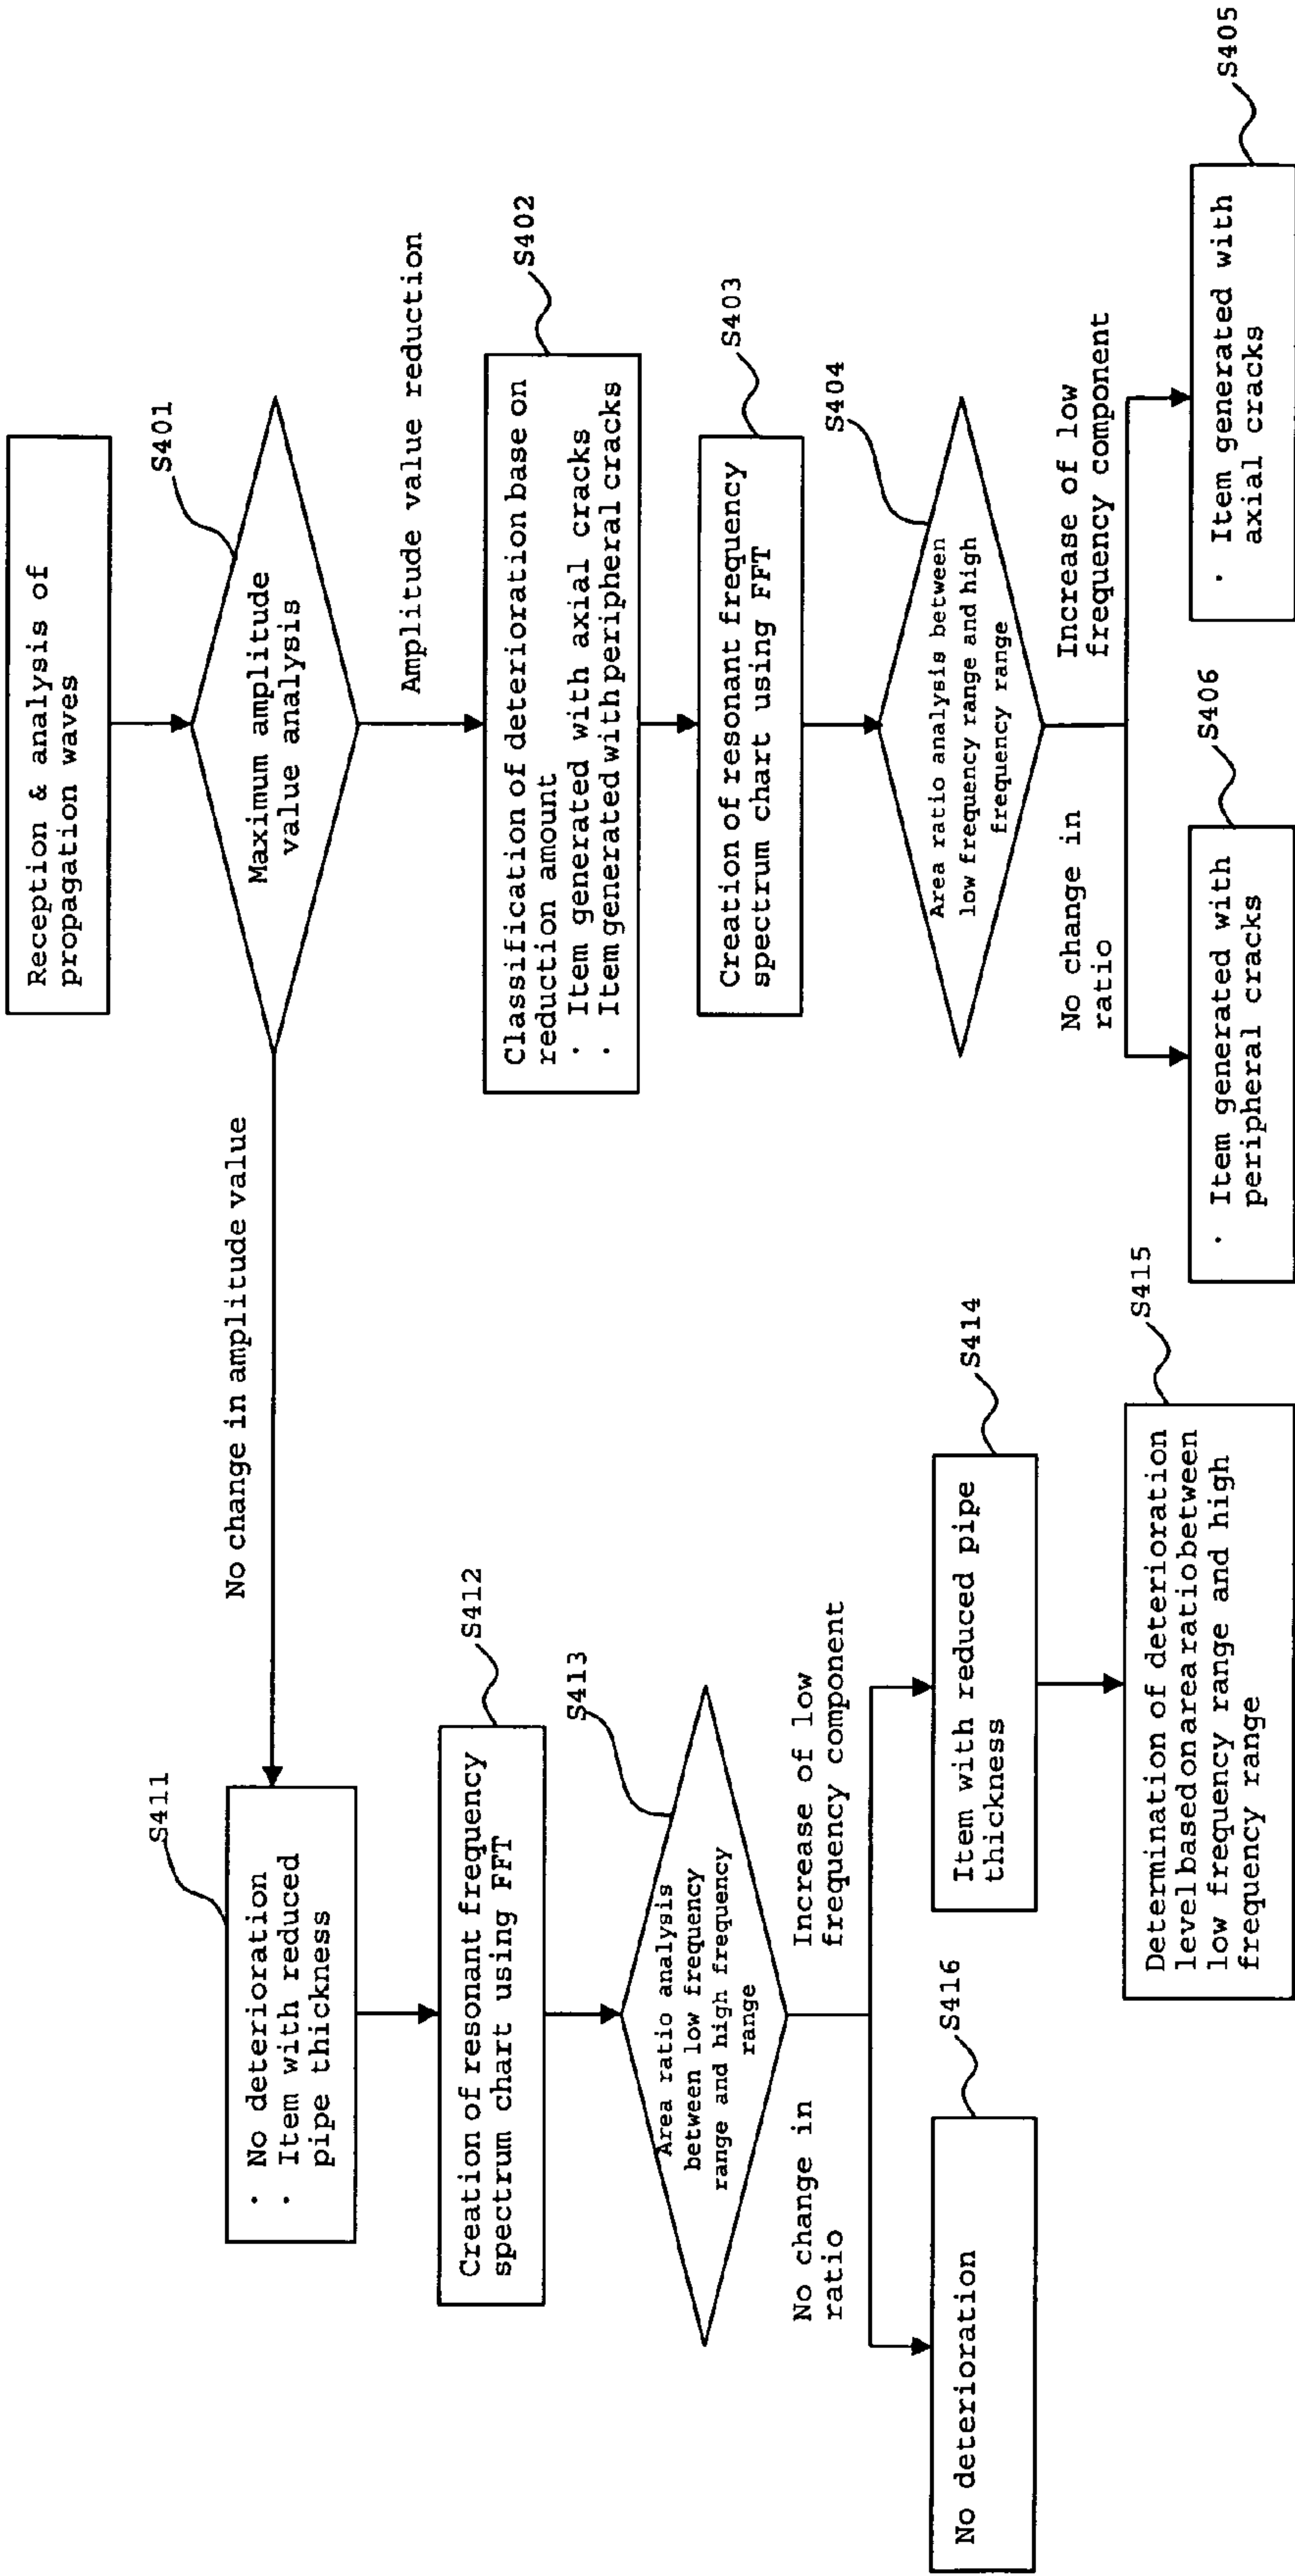 Reception & analysis of
propagation waves
S401
Maximum amplitude
value analysis
No change in amplitude value
Amplitude value reduction
S411
· No deterioration
· Item with reduced
pipe thickness
S402
Classification of deterioration base on
reduction amount
· Item generated with axial cracks
· Item generated with peripheral cracks
S412
Creation of resonant frequency
spectrum chart using FFT
S403
Creation of resonant frequency
spectrum chart using FFT
S413
Area ratio analysis
between low frequency
range and high frequency
range
S404
Area ratio analysis between
low frequency range and high
frequency range
No change in
ratio
Increase of low
frequency component
No change in
ratio
Increase of low
frequency component
S416
No deterioration
S414
Item with reduced pipe
thickness
S415
Determination of deterioration
level based on area ratio between
low frequency range and high
frequency range
S406
· Item generated with
peripheral cracks
S405
· Item generated with
axial cracks